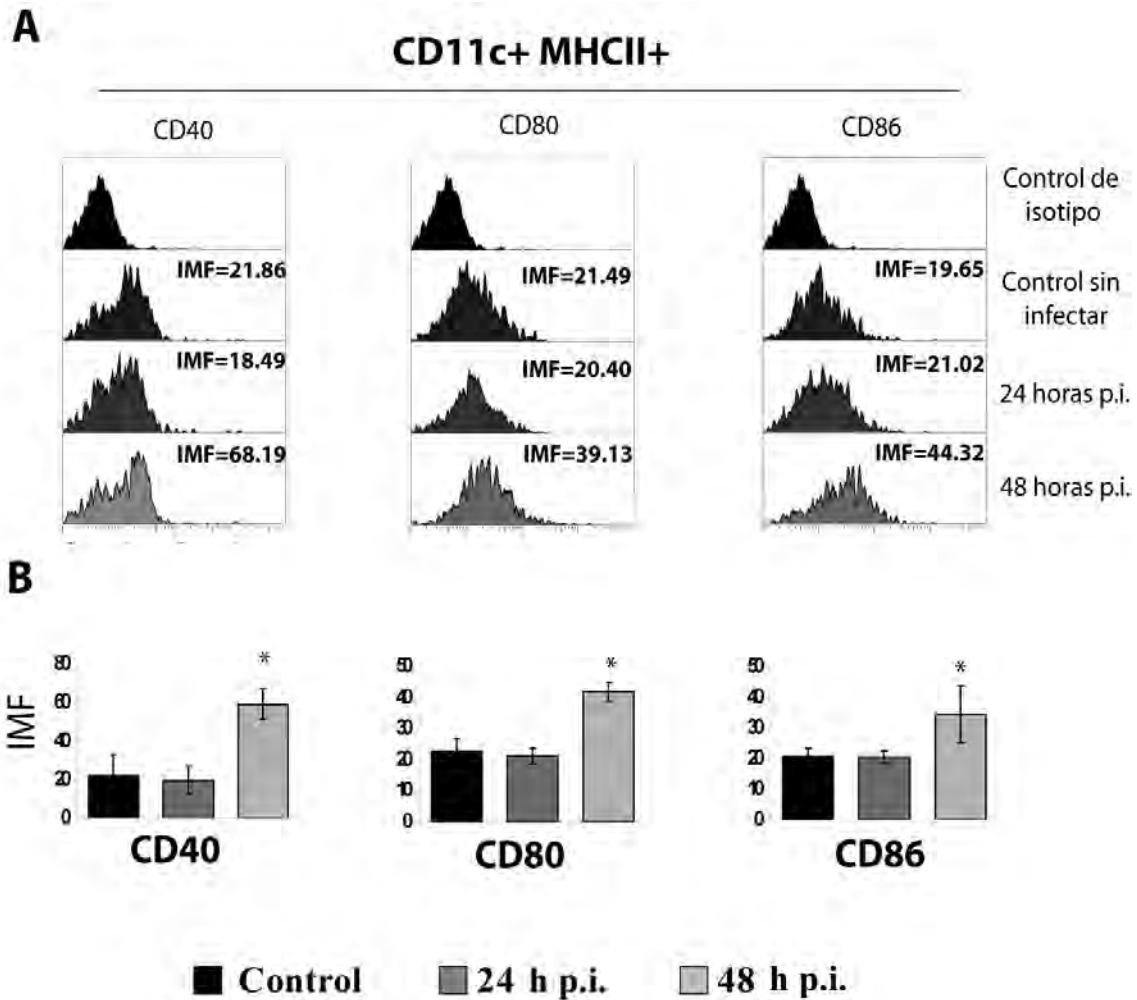 A
CD11c+ MHCII+
CD40
CD80
CD86
Control de
isotipo
IMF=21.86
IMF=21.49
IMF=19.65
Control sin
infectar
IMF=18.49
IMF=20.40
IMF=21.02
24 horas p.i.
IMF=68.19
IMF=39.13
IMF=44.32
48 horas p.i.
B
IMF
80
60
40
20
0
*
CD40
50
40
30
20
10
0
*
CD80
50
40
30
20
10
0
*
CD86
Control
24 h p.i.
48 h p.i.